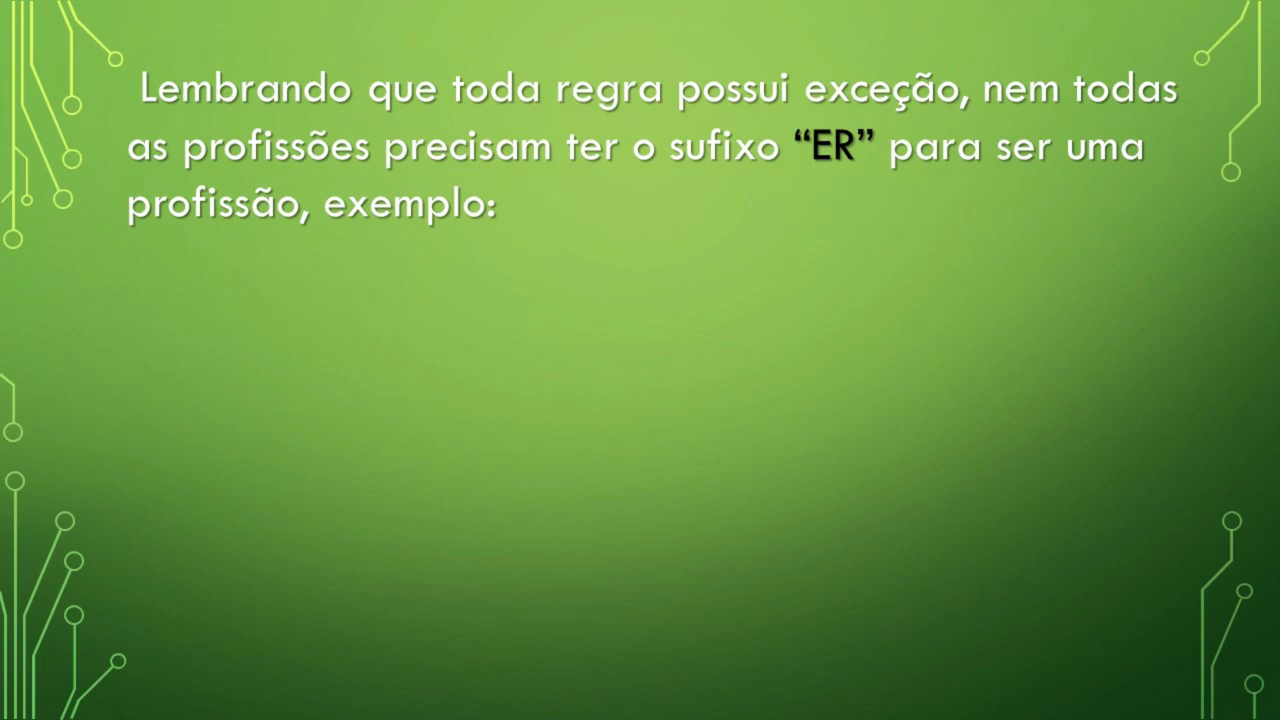 Lembrando que toda regra possui exceção, nem todas
as profissões precisam ter o sufixo “ER” para ser uma
profissão, exemplo: